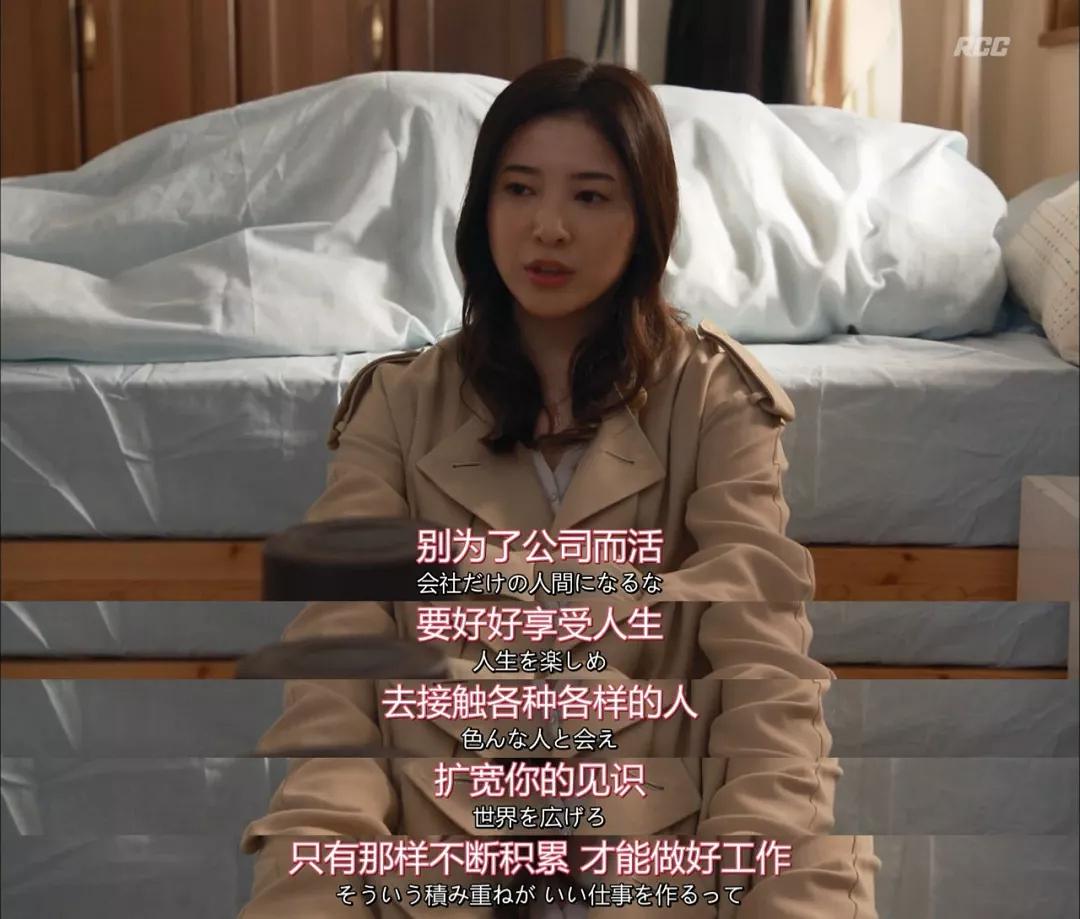 RCC
别为了公司而活
会社だけの人間になるな
要好好享受人生
人生を楽しめ
去接触各种各样的人
色んな人と会え
扩宽你的见识
世界を広げろ
只有那样不断积累 才能做好工作
そういう積み重ねが いい仕事を作るって